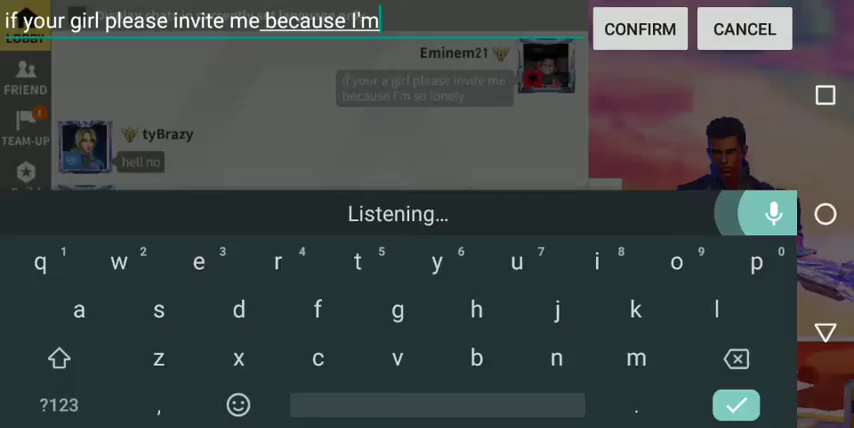 if your girl please invite me because I'm
CONFIRM
CANCEL
LOBBY
Eminem21
FRIEND
if your a girl please invite me
because I'm so lonely
TEAM-UP
tyBrazy
hell no
Listening...
q 1 w 2 e 3 r 4 t 5 y 6 u 7 i 8 o 9 p 0
a s d f g h j k l
z x c v b n m
?123 , .